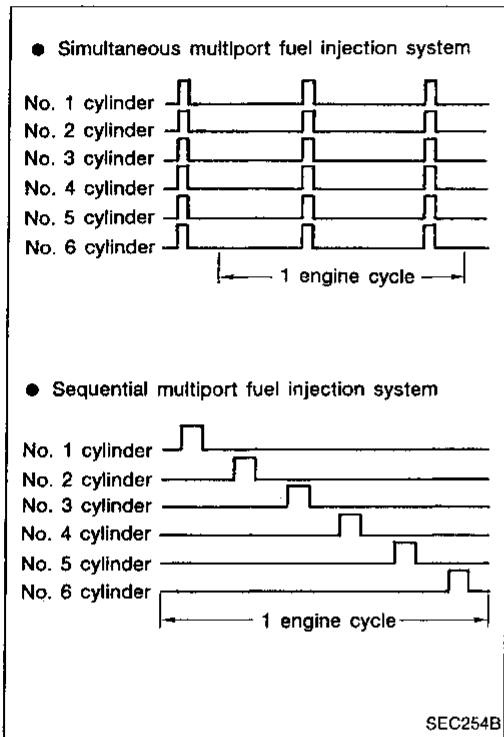 ● Simultaneous multiport fuel injection system
No. 1 cylinder
No. 2 cylinder
No. 3 cylinder
No. 4 cylinder
No. 5 cylinder
No. 6 cylinder
1 engine cycle
● Sequential multiport fuel injection system
No. 1 cylinder
No. 2 cylinder
No. 3 cylinder
No. 4 cylinder
No. 5 cylinder
No. 6 cylinder
1 engine cycle
SEC254B